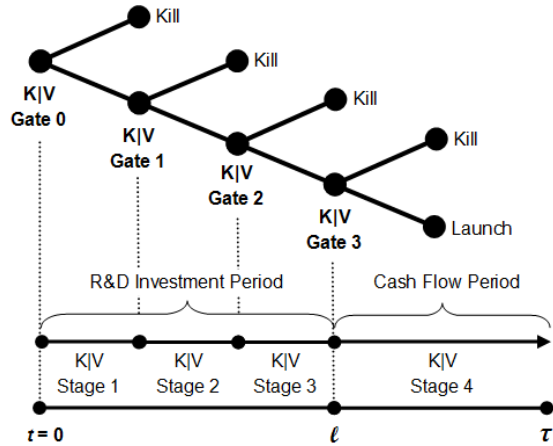 Kill
Kill
K|V
Gate 0
Kill
K|V
Gate 1
Kill
K|V
Gate 2
K|V
Gate 3
Launch
R&D Investment Period
Cash Flow Period
K|V
Stage 1
K|V
Stage 2
K|V
Stage 3
K|V
Stage 4
t = 0
ℓ
τ